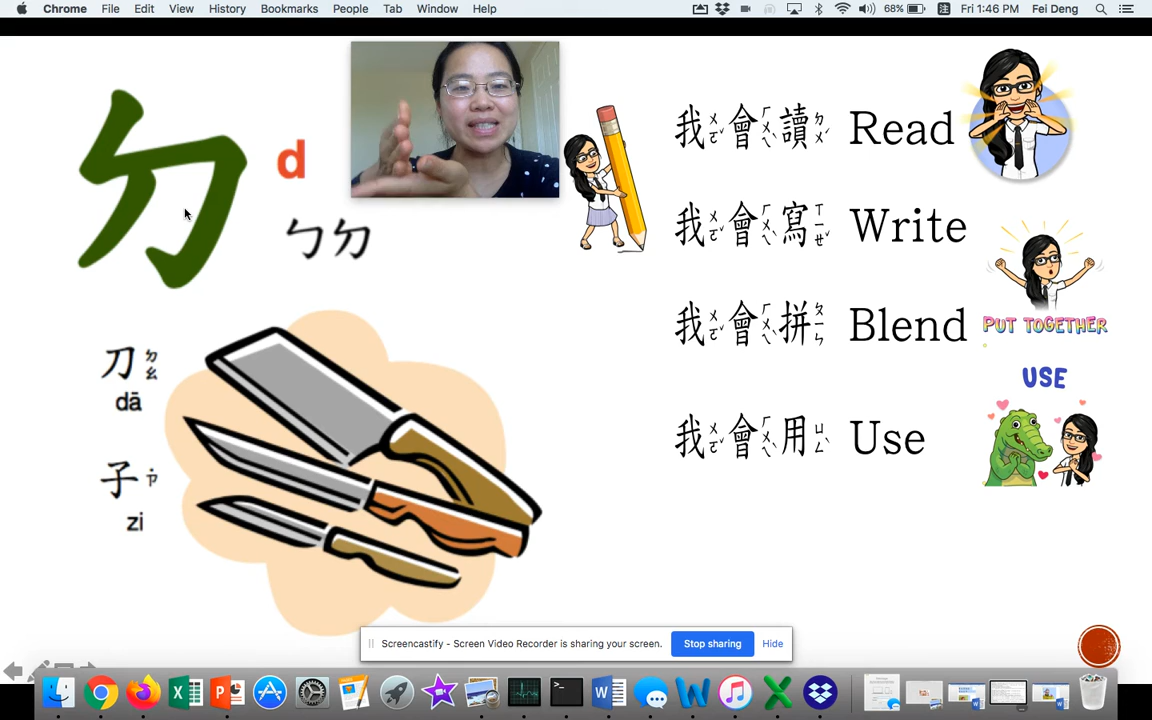 Chrome File Edit View History Bookmarks People Tab Window Help 68% 注 Fri 1:46 PM Fei Deng
ㄉ d
ㄅㄉ
刀 ㄉㄠ
dā
子 ˙ㄗ
zi
我ㄨㄛˇ會ㄏㄨㄟˋ讀ㄉㄨˊ Read
我ㄨㄛˇ會ㄏㄨㄟˋ寫ㄒㄧㄝˇ Write
我ㄨㄛˇ會ㄏㄨㄟˋ拼ㄆㄧㄣ Blend
PUT TOGETHER
USE
我ㄨㄛˇ會ㄏㄨㄟˋ用ㄩㄥˋ Use
Screencastify - Screen Video Recorder is sharing your screen. Stop sharing Hide